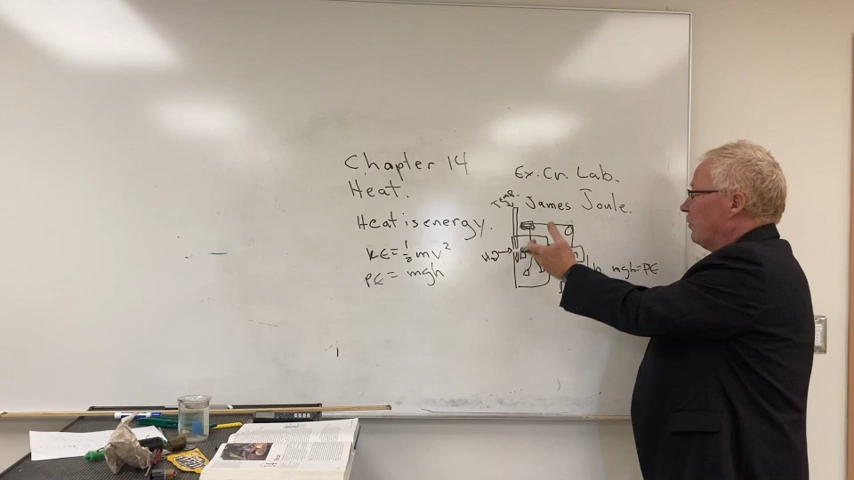 Chapter 14
Heat.
Heat is energy.
KE = ½mv²
PE = mgh
Ex. Cr. Lab.
James Joule.
Temp.
H₂O
h mgh=PE